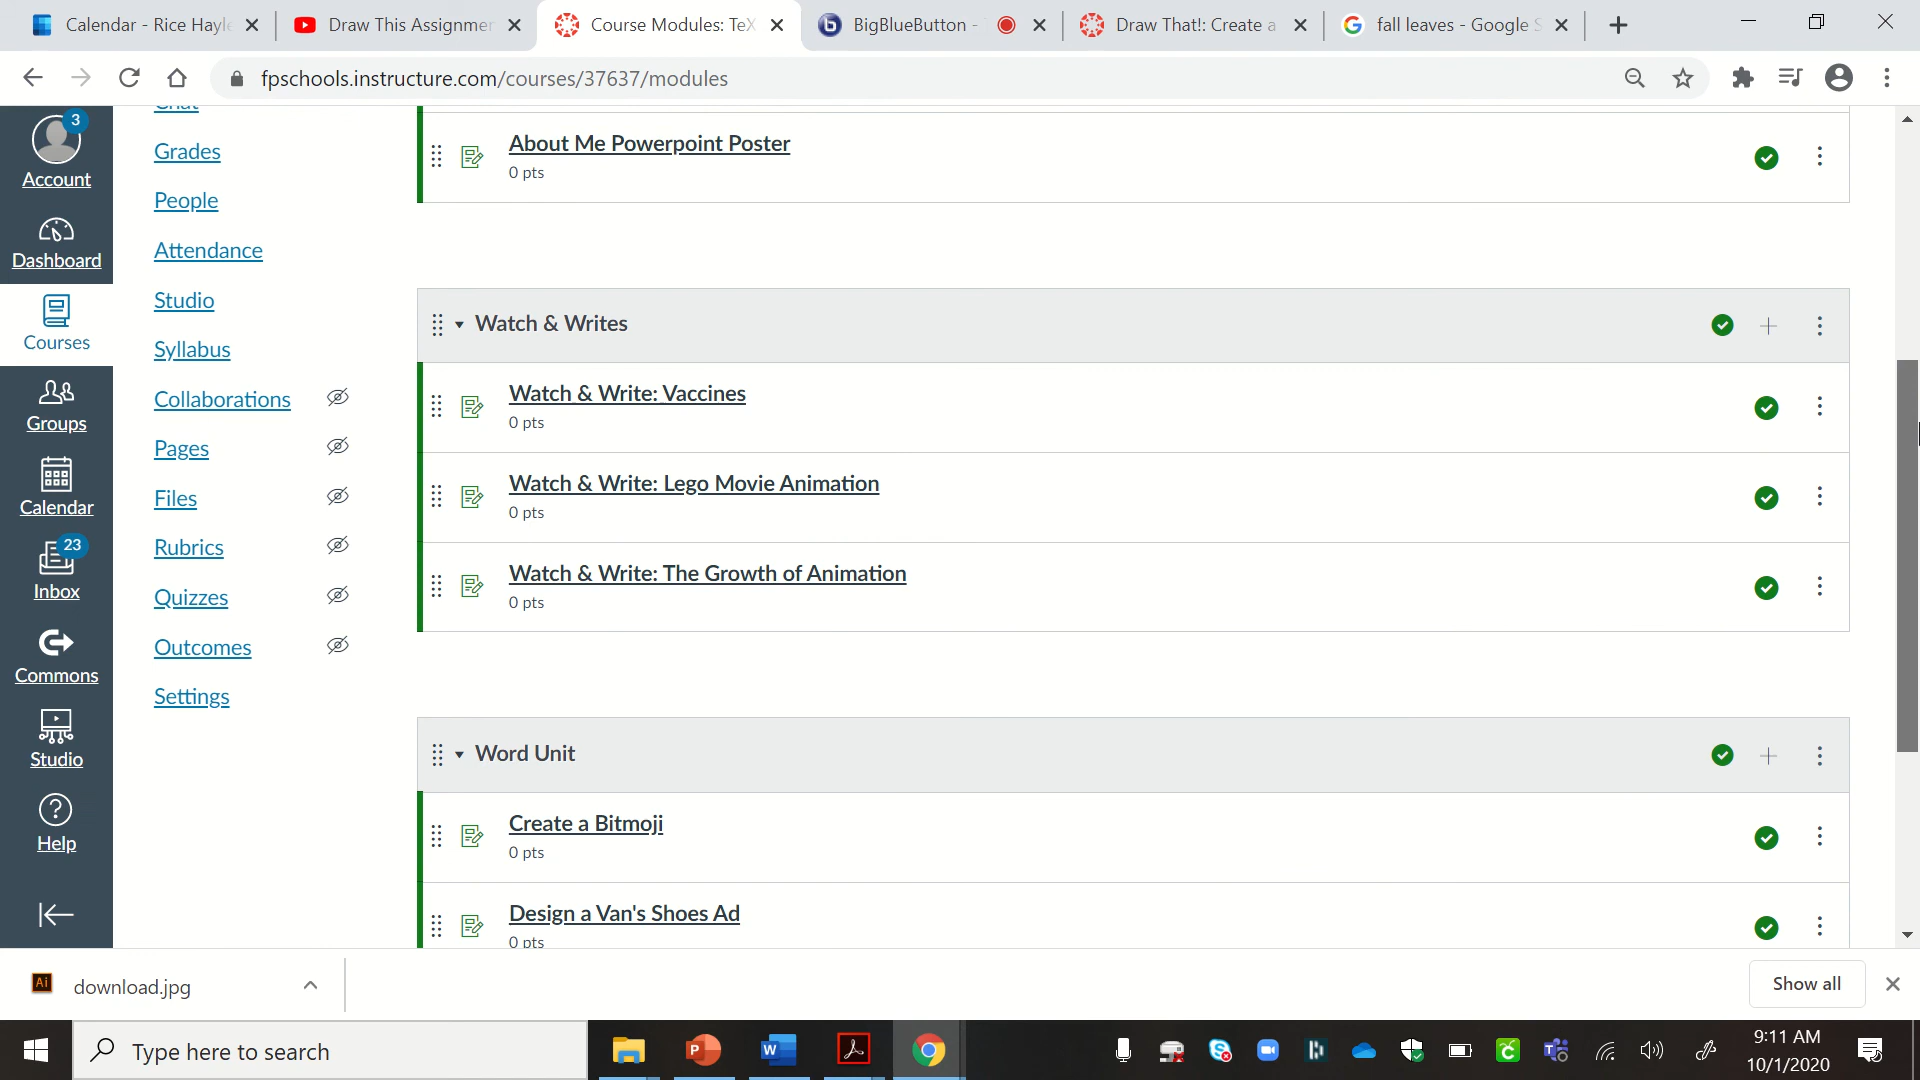 Calendar - Rice Hayle
Draw This Assignmen
Course Modules: TeX
BigBlueButton -
Draw That!: Create a
fall leaves - Google S
fpschools.instructure.com/courses/37637/modules
3
Account
Dashboard
Courses
Groups
Calendar
23
Inbox
Commons
Studio
Help
Chat
Grades
People
Attendance
Studio
Syllabus
Collaborations
Pages
Files
Rubrics
Quizzes
Outcomes
Settings
About Me Powerpoint Poster
0 pts
Watch & Writes
Watch & Write: Vaccines
0 pts
Watch & Write: Lego Movie Animation
0 pts
Watch & Write: The Growth of Animation
0 pts
Word Unit
Create a Bitmoji
0 pts
Design a Van's Shoes Ad
0 pts
Ai
download.jpg
Show all
Type here to search
9:11 AM
10/1/2020